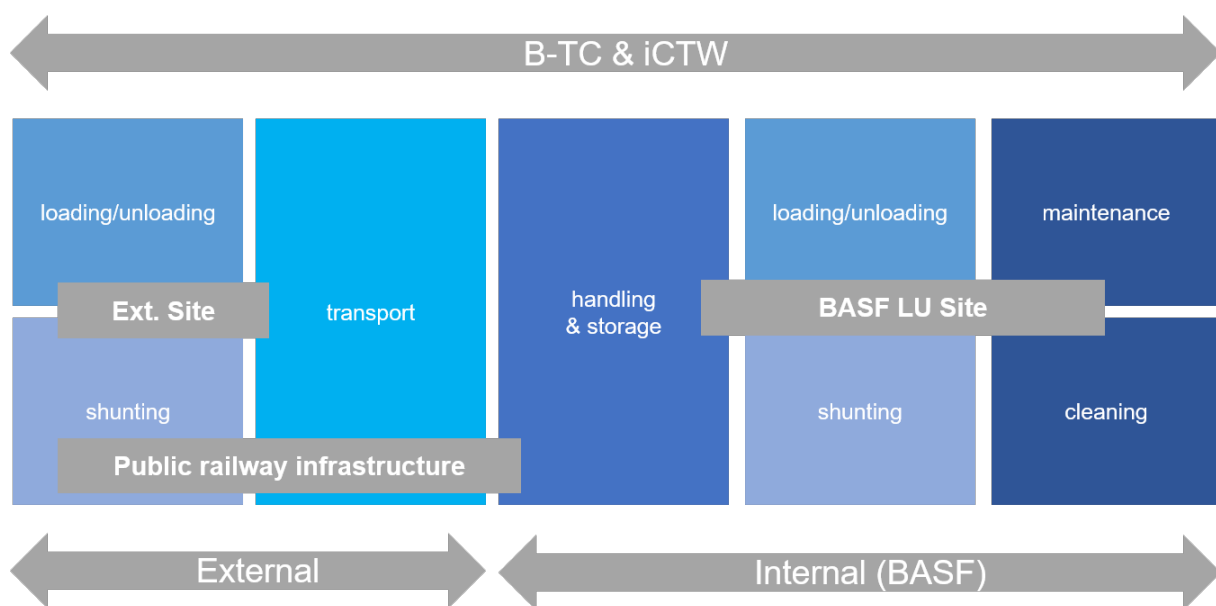 B-TC & iCTW
loading/unloading
loading/unloading
maintenance
Ext. Site
transport
handling
& storage
BASF LU Site
shunting
shunting
cleaning
Public railway infrastructure
External
Internal (BASF)